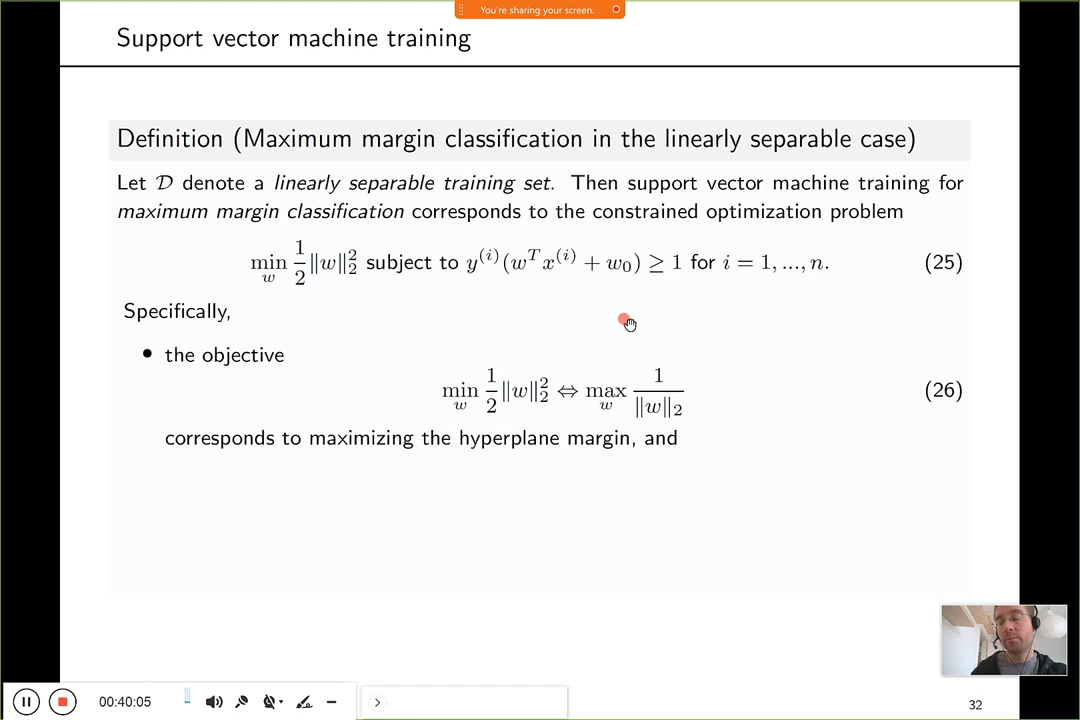 You're sharing your screen.
Support vector machine training
Definition (Maximum margin classification in the linearly separable case)
Let 𝒟 denote a linearly separable training set. Then support vector machine training for
maximum margin classification corresponds to the constrained optimization problem
min_w 1/2 ‖w‖₂² subject to y⁽ⁱ⁾(wᵀx⁽ⁱ⁾ + w₀) ≥ 1 for i = 1, ..., n. (25)
Specifically,
• the objective
min_w 1/2 ‖w‖₂² ⇔ max_w 1/‖w‖₂ (26)
corresponds to maximizing the hyperplane margin, and
00:40:05
32